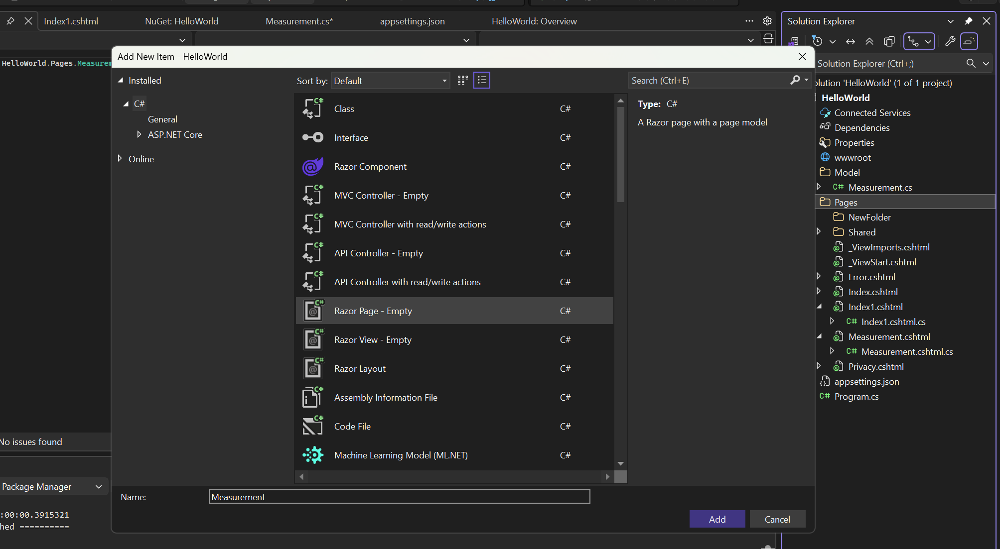 Index1.cshtml
NuGet: HelloWorld
Measurement.cs*
appsettings.json
HelloWorld: Overview
HelloWorld.Pages.Measurem
Add New Item - HelloWorld
Installed
C#
General
ASP.NET Core
Online
Sort by: Default
Search (Ctrl+E)
Class C#
Interface C#
Razor Component C#
MVC Controller - Empty C#
MVC Controller with read/write actions C#
API Controller - Empty C#
API Controller with read/write actions C#
Razor Page - Empty C#
Razor View - Empty C#
Razor Layout C#
Assembly Information File C#
Code File C#
Machine Learning Model (ML.NET) C#
Type: C#
A Razor page with a page model
Name: Measurement
Add
Cancel
No issues found
Package Manager
:00:00.3915321
hed ==========
Solution Explorer
Solution Explorer (Ctrl+;)
olution 'HelloWorld' (1 of 1 project)
HelloWorld
Connected Services
Dependencies
Properties
wwwroot
Model
C# Measurement.cs
Pages
NewFolder
Shared
_ViewImports.cshtml
_ViewStart.cshtml
Error.cshtml
Index.cshtml
Index1.cshtml
C# Index1.cshtml.cs
Measurement.cshtml
C# Measurement.cshtml.cs
Privacy.cshtml
appsettings.json
C# Program.cs